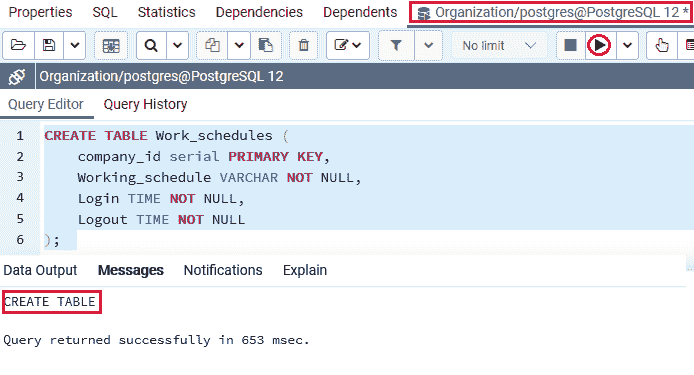 Properties SQL Statistics Dependencies Dependents Organization/postgres@PostgreSQL 12 *
No limit
Organization/postgres@PostgreSQL 12
Query Editor Query History
1 CREATE TABLE Work_schedules (
2 company_id serial PRIMARY KEY,
3 Working_schedule VARCHAR NOT NULL,
4 Login TIME NOT NULL,
5 Logout TIME NOT NULL
6 );
Data Output Messages Notifications Explain
CREATE TABLE
Query returned successfully in 653 msec.